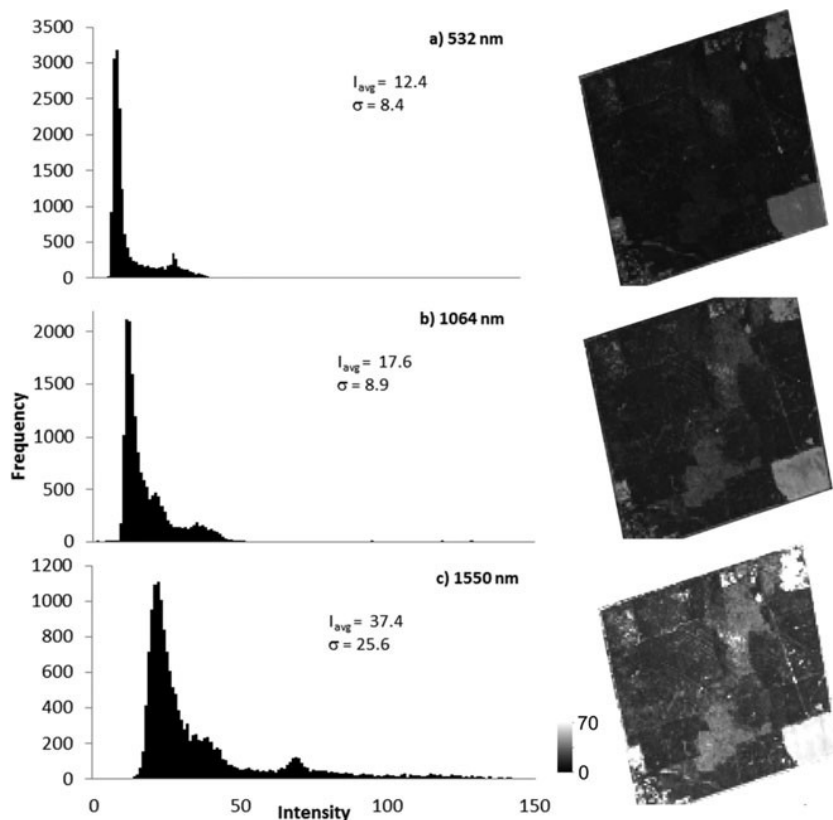 3500
3000
2500
2000
1500
1000
500
0
a) 532 nm
Iavg = 12.4
σ = 8.4
Frequency
2000
1500
1000
500
0
b) 1064 nm
Iavg = 17.6
σ = 8.9
1200
1000
800
600
400
200
0
c) 1550 nm
Iavg = 37.4
σ = 25.6
0
50
100
150
Intensity
70
0